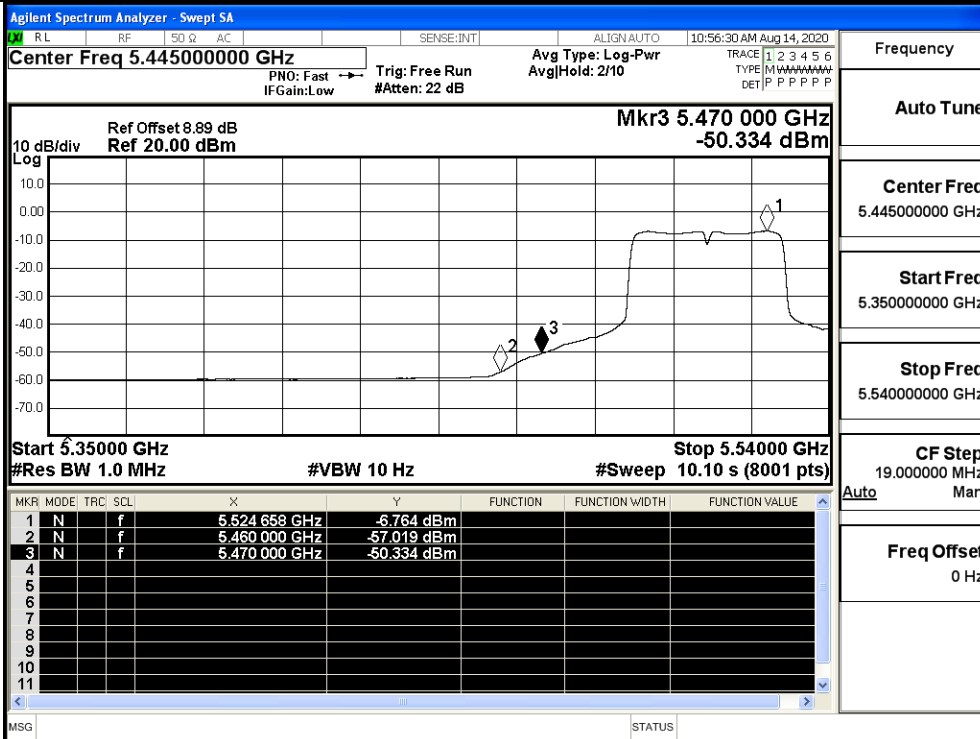 Agilent Spectrum Analyzer - Swept SA
LXI RL RF 50 Ω AC SENSE:INT ALIGN AUTO 10:56:30 AM Aug 14, 2020
Center Freq 5.445000000 GHz
PNO: Fast
IFGain:Low
Trig: Free Run
#Atten: 22 dB
Avg Type: Log-Pwr
Avg|Hold: 2/10
TRACE 1 2 3 4 5 6
TYPE M W W W W W
DET P P P P P P
Mkr3 5.470 000 GHz
-50.334 dBm
Ref Offset 8.89 dB
10 dB/div Ref 20.00 dBm
Log
10.0
0.00
-10.0
-20.0
-30.0
-40.0
-50.0
-60.0
-70.0
1
2
3
Start 5.35000 GHz Stop 5.54000 GHz
#Res BW 1.0 MHz #VBW 10 Hz #Sweep 10.10 s (8001 pts)
MKR MODE TRC SCL X Y FUNCTION FUNCTION WIDTH FUNCTION VALUE
1 N f 5.524 658 GHz -6.764 dBm
2 N f 5.460 000 GHz -57.019 dBm
3 N f 5.470 000 GHz -50.334 dBm
4
5
6
7
8
9
10
11
MSG STATUS
Frequency
Auto Tune
Center Freq
5.445000000 GHz
Start Freq
5.350000000 GHz
Stop Freq
5.540000000 GHz
CF Step
19.000000 MHz
Auto Man
Freq Offset
0 Hz